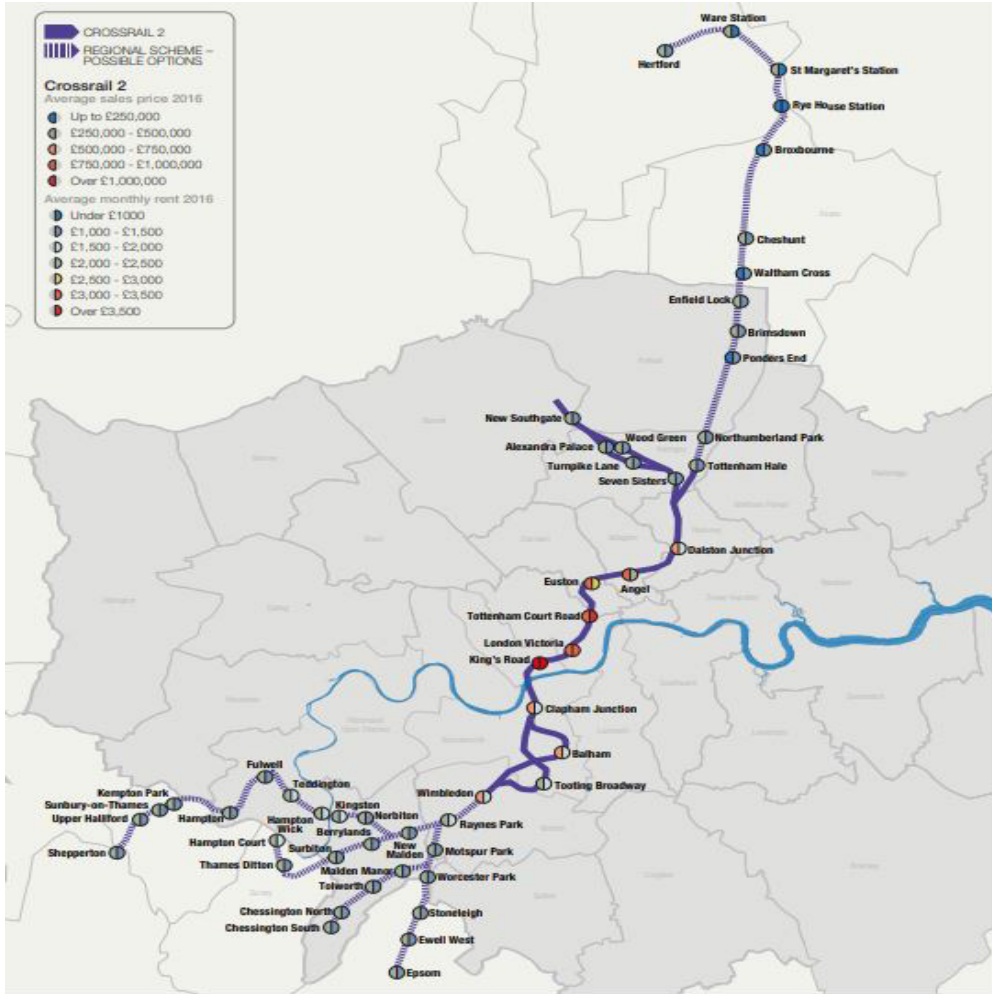 CROSSRAIL 2
REGIONAL SCHEME –
POSSIBLE OPTIONS
Crossrail 2
Average sales price 2016
Up to £250,000
£250,000 - £500,000
£500,000 - £750,000
£750,000 - £1,000,000
Over £1,000,000
Average monthly rent 2016
Under £1000
£1,000 - £1,500
£1,500 - £2,000
£2,000 - £2,500
£2,500 - £3,000
£3,000 - £3,500
Over £3,500
Ware Station
Hertford
St Margaret's Station
Rye House Station
Broxbourne
Cheshunt
Waltham Cross
Enfield Lock
Brimsdown
Ponders End
New Southgate
Alexandra Palace
Wood Green
Northumberland Park
Turnpike Lane
Tottenham Hale
Seven Sisters
Dalston Junction
Euston
Angel
Tottenham Court Road
London Victoria
King's Road
Clapham Junction
Balham
Tooting Broadway
Wimbledon
Fulwell
Teddington
Kempton Park
Sunbury-on-Thames
Upper Halliford
Shepperton
Hampton
Hampton
Wick
Kingston
Norbiton
Raynes Park
Berrylands
New
Malden
Hampton Court
Surbiton
Motspur Park
Thames Ditton
Malden Manor
Worcester Park
Tolworth
Chessington North
Chessington South
Stoneleigh
Ewell West
Epsom